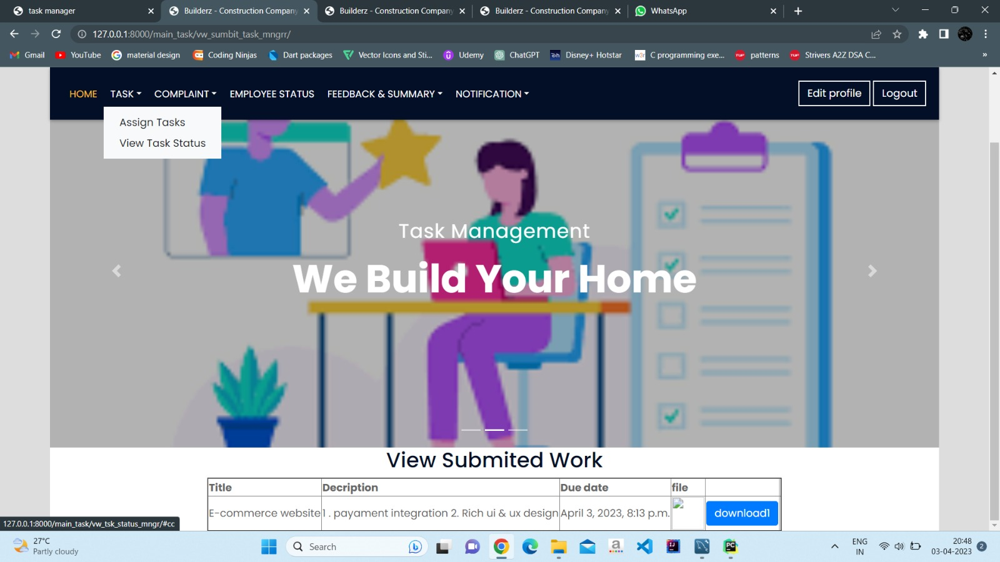 task manager
Builderz - Construction Company
Builderz - Construction Company
Builderz - Construction Company
WhatsApp
127.0.0.1:8000/main_task/vw_sumbit_task_mngrr/
Gmail YouTube material design Coding Ninjas Dart packages Vector Icons and Sti... Udemy ChatGPT Disney+ Hotstar C programming exe... patterns Strivers A2Z DSA C... »
HOME TASK COMPLAINT EMPLOYEE STATUS FEEDBACK & SUMMARY NOTIFICATION Edit profile Logout
Assign Tasks
View Task Status
Task Management
We Build Your Home
View Submited Work
Title Decription Due date file
E-commerce website 1 . payament integration 2. Rich ui & ux design April 3, 2023, 8:13 p.m. download1
127.0.0.1:8000/main_task/vw_tsk_status_mngr/#cc
27°C
Partly cloudy
Search
ENG
IN
20:48
03-04-2023
2